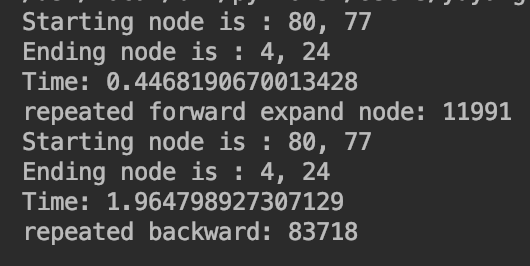 Starting node is : 80, 77
Ending node is : 4, 24
Time: 0.4468190670013428
repeated forward expand node: 11991
Starting node is : 80, 77
Ending node is : 4, 24
Time: 1.964798927307129
repeated backward: 83718